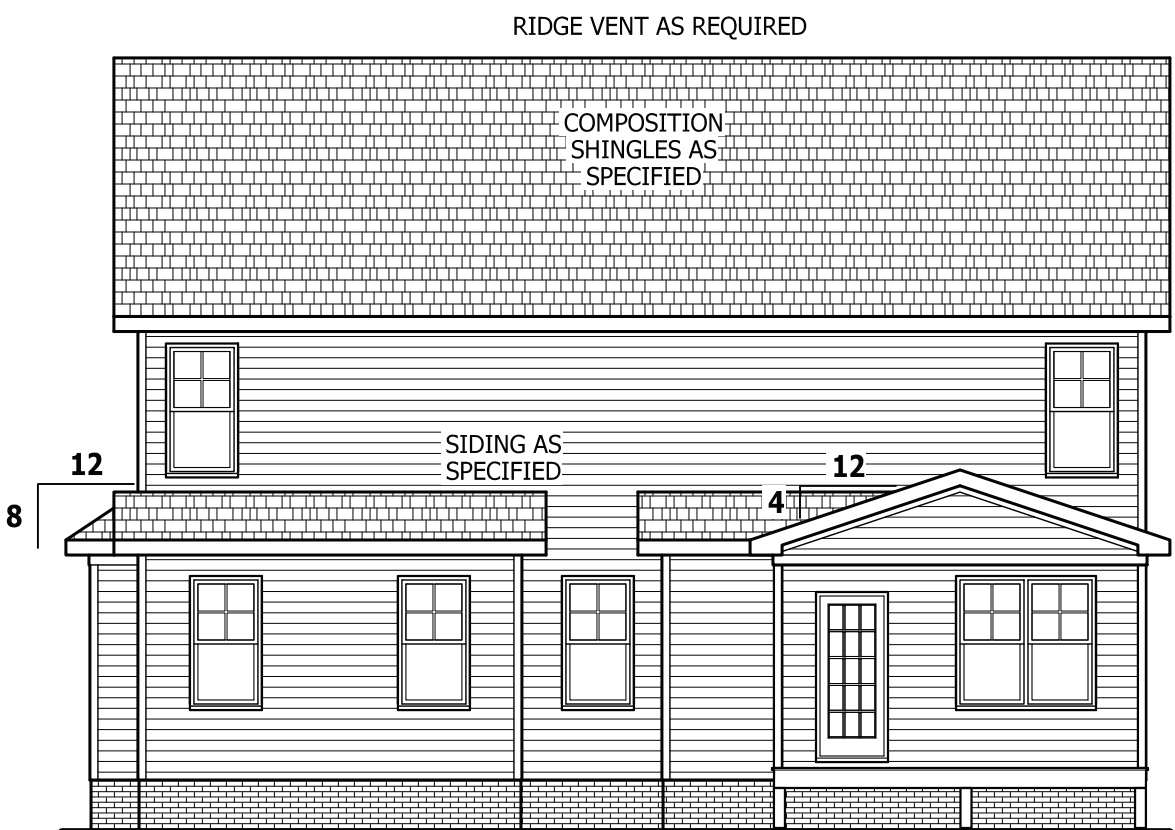 RIDGE VENT AS REQUIRED
COMPOSITION
SHINGLES AS
SPECIFIED
SIDING AS
SPECIFIED
12
8
12
4